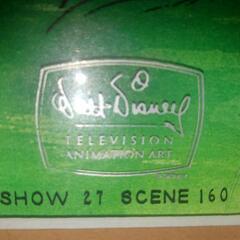 Walt Disney
TELEVISION
ANIMATION ART
SHOW 27 SCENE 160